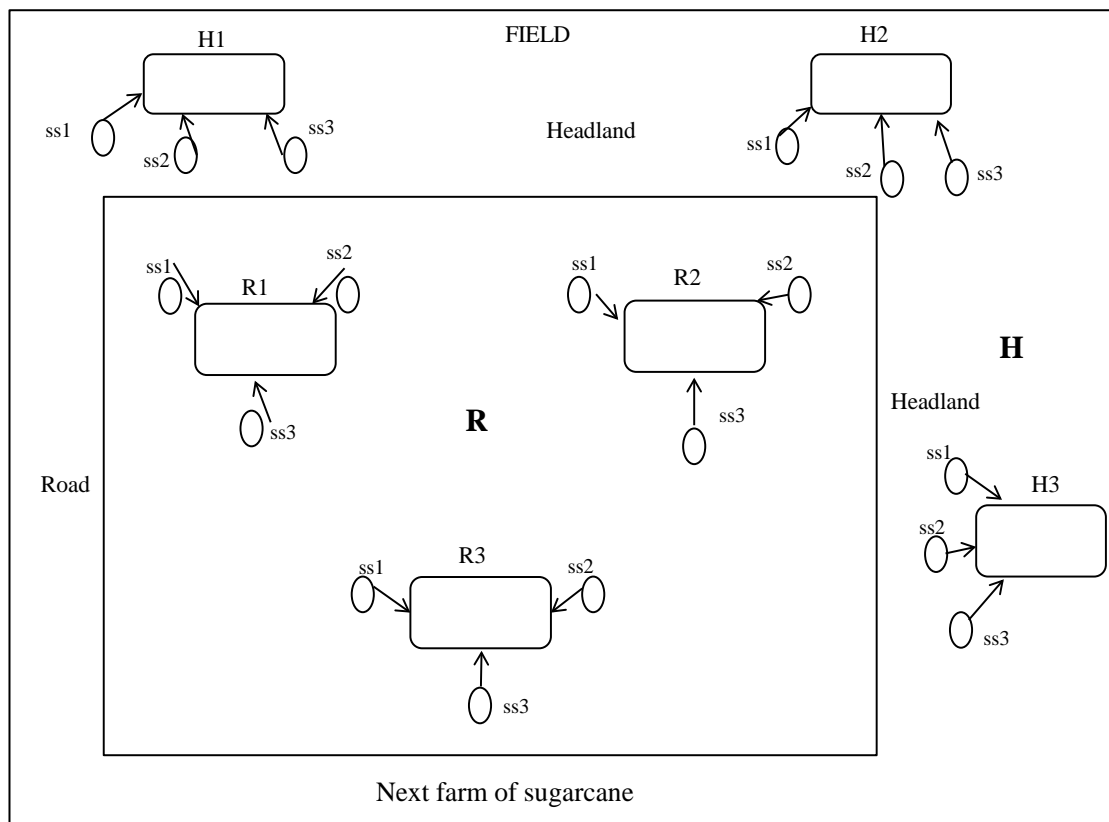 FIELD
H1
H2
ss1
ss2
ss3
Headland
ss1
ss2
ss3
ss1
ss2
R1
ss3
ss1
ss2
R2
ss3
R
H
Headland
Road
ss1
H3
ss2
ss3
R3
ss1
ss2
ss3
Next farm of sugarcane